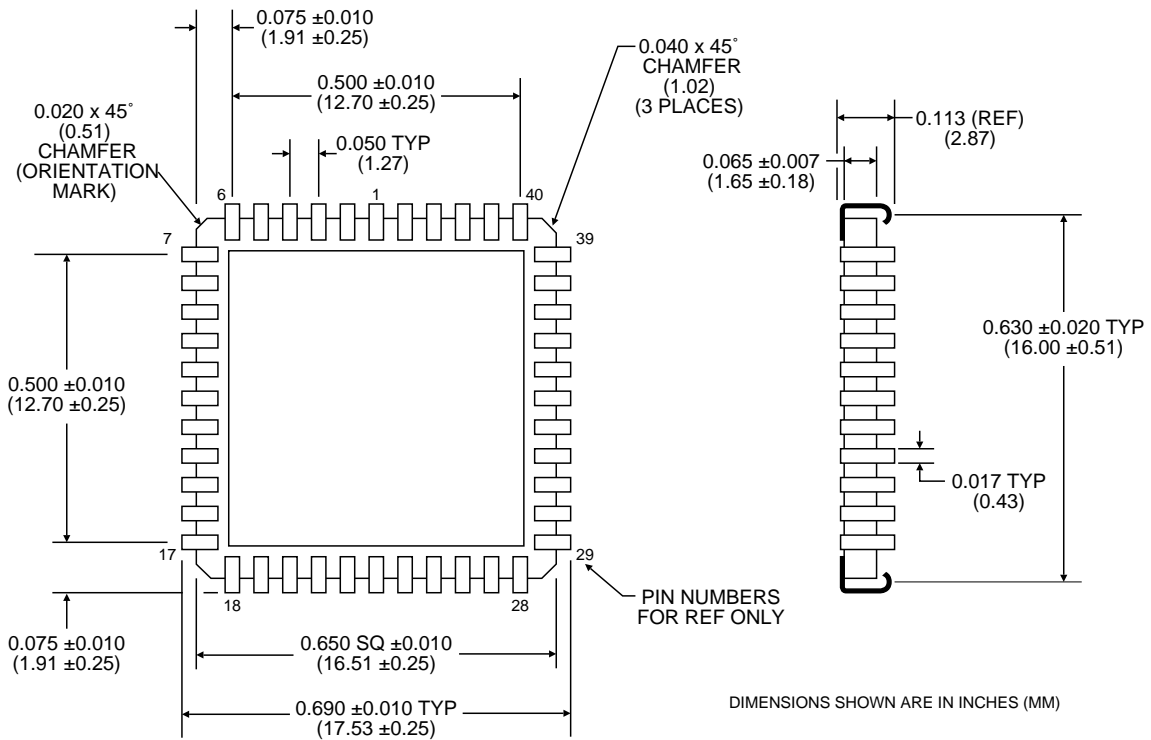 0.075 ±0.010
(1.91 ±0.25)
0.500 ±0.010
(12.70 ±0.25)
0.040 x 45˚
CHAMFER
(1.02)
(3 PLACES)
0.020 x 45˚
(0.51)
CHAMFER
(ORIENTATION
MARK)
0.050 TYP
(1.27)
0.113 (REF)
(2.87)
0.065 ±0.007
(1.65 ±0.18)
6
1
40
7
39
0.500 ±0.010
(12.70 ±0.25)
0.630 ±0.020 TYP
(16.00 ±0.51)
0.017 TYP
(0.43)
17
29
18
28
PIN NUMBERS
FOR REF ONLY
0.075 ±0.010
(1.91 ±0.25)
0.650 SQ ±0.010
(16.51 ±0.25)
0.690 ±0.010 TYP
(17.53 ±0.25)
DIMENSIONS SHOWN ARE IN INCHES (MM)